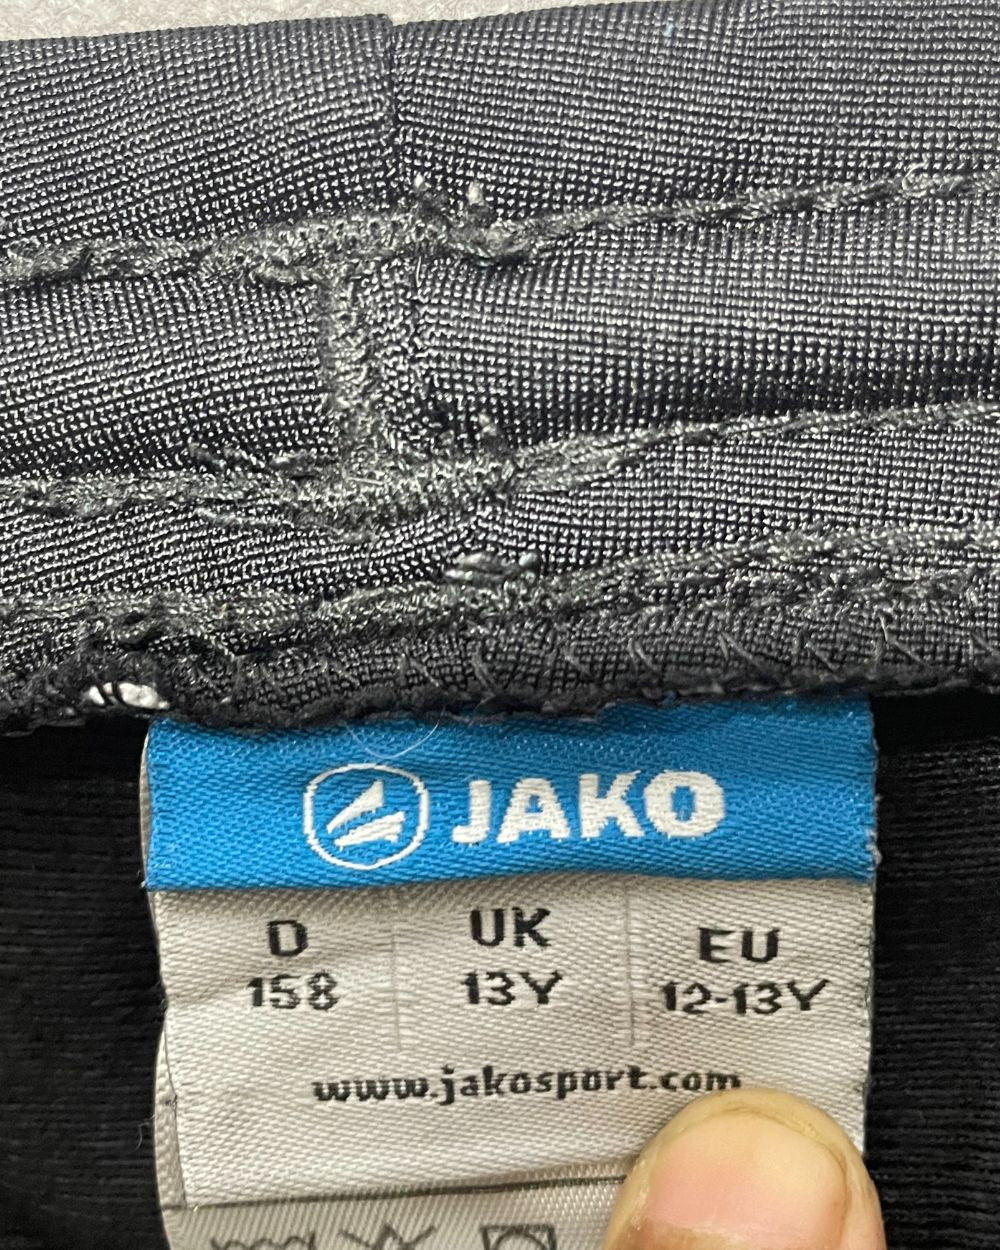 JAKO
D UK EU
158 13Y 12-13Y
www.jakosport.com